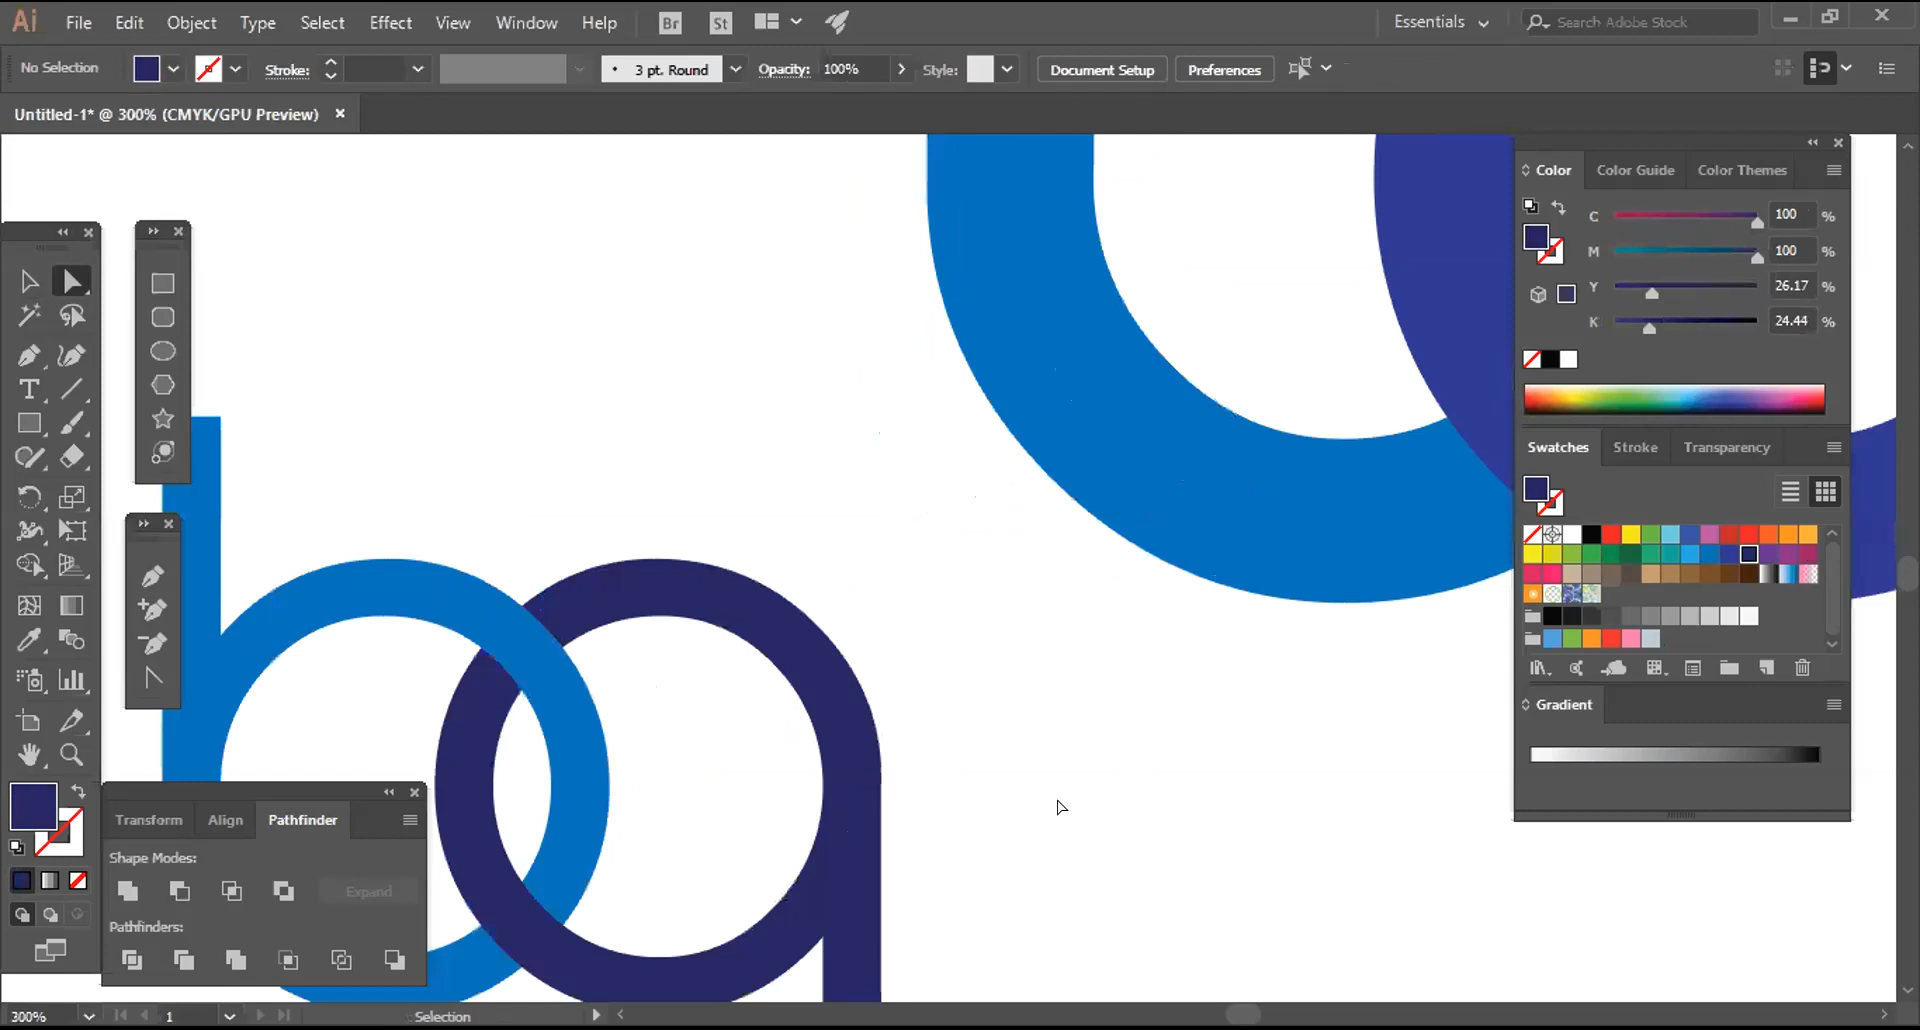 Ai File Edit Object Type Select Effect View Window Help Br St Essentials Search Adobe Stock
No Selection Stroke: 3 pt. Round Opacity: 100% Style: Document Setup Preferences
Untitled-1* @ 300% (CMYK/GPU Preview)
Color Color Guide Color Themes
C 100 %
M 100 %
Y 26.17 %
K 24.44 %
Swatches Stroke Transparency
Gradient
T
ba
Transform Align Pathfinder
Shape Modes:
Expand
Pathfinders:
300% 1 Selection